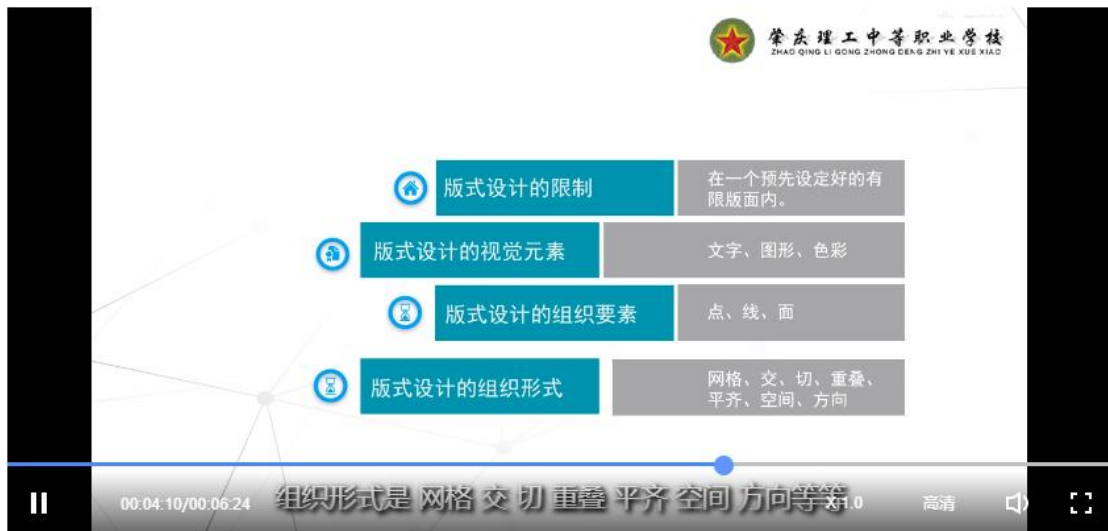 肇庆理工中等职业学校
ZHAO QING LI GONG ZHONG DENG ZHI YE XUE XIAO
版式设计的限制
在一个预先设定好的有
限版面内。
版式设计的视觉元素
文字、图形、色彩
版式设计的组织要素
点、线、面
版式设计的组织形式
网格、交、切、重叠、
平齐、空间、方向
组织形式是 网格 交 切 重叠 平齐 空间 方向等等
00:04:10/00:06:24
X 1.0
高清